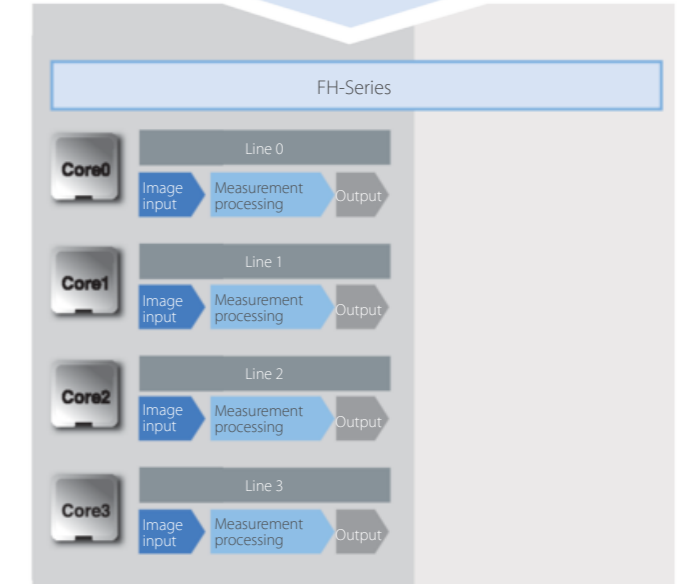 FH-Series
Core0
Line 0
Image
input
Measurement
processing
Output
Core1
Line 1
Image
input
Measurement
processing
Output
Core2
Line 2
Image
input
Measurement
processing
Output
Core3
Line 3
Image
input
Measurement
processing
Output